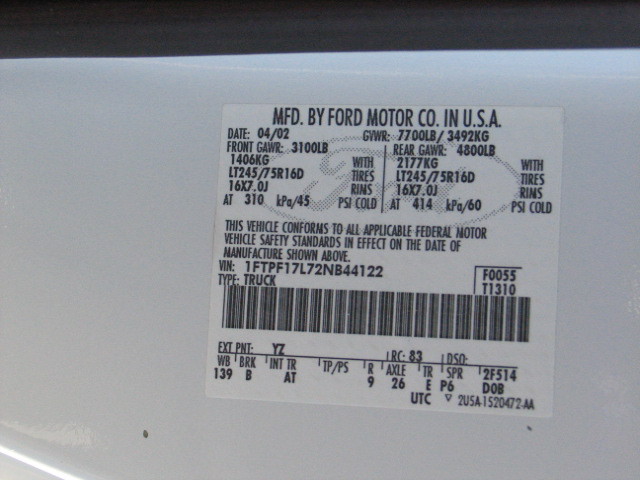 MFD. BY FORD MOTOR CO. IN U.S.A.
DATE: 04/02 GVWR: 7700LB/ 3492KG
FRONT GAWR: 3100LB REAR GAWR: 4800LB
1406KG WITH 2177KG WITH
LT245/75R16D TIRES LT245/75R16D TIRES
16X7.0J RIMS 16X7.0J RIMS
AT 310 kPa/45 PSI COLD AT 414 kPa/60 PSI COLD
THIS VEHICLE CONFORMS TO ALL APPLICABLE FEDERAL MOTOR
VEHICLE SAFETY STANDARDS IN EFFECT ON THE DATE OF
MANUFACTURE SHOWN ABOVE.
VIN: 1FTPF17L72NB44122 F0055
TYPE: TRUCK T1310
EXT PNT: YZ RC: 83 DSO:
WB BRK INT TR TP/PS R AXLE TR SPR 2F514
139 B AT 9 26 E P6 DOB
UTC ▽ 2U5A-1520472-AA
Ford